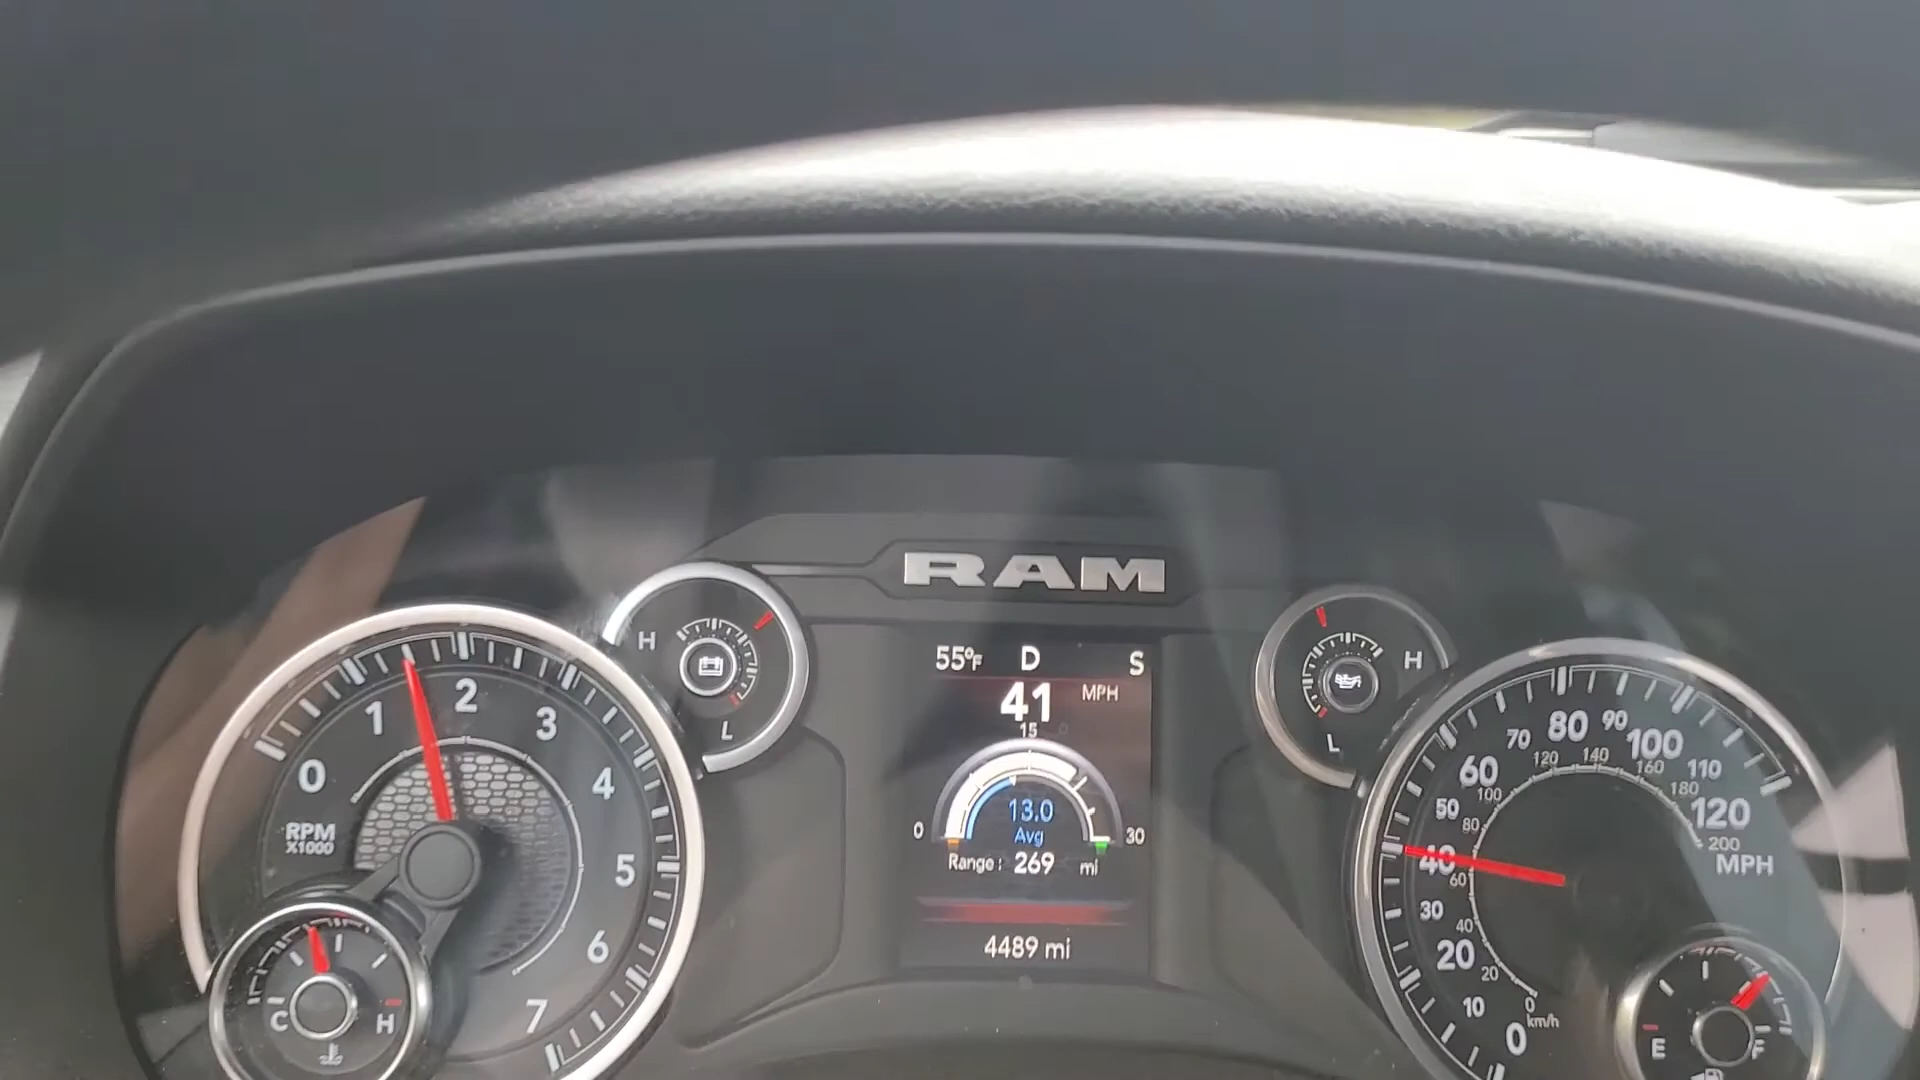 RAM
55°F D S
41 MPH
15
0 30
13.0
Avg
Range: 269 mi
4489 mi
0 1 2 3 4 5 6 7
RPM
X1000
C H
H L
H L
0 10 20 30 40 50 60 70 80 90 100 110 120
MPH
0 20 40 60 80 100 120 140 160 180 200
km/h
E F